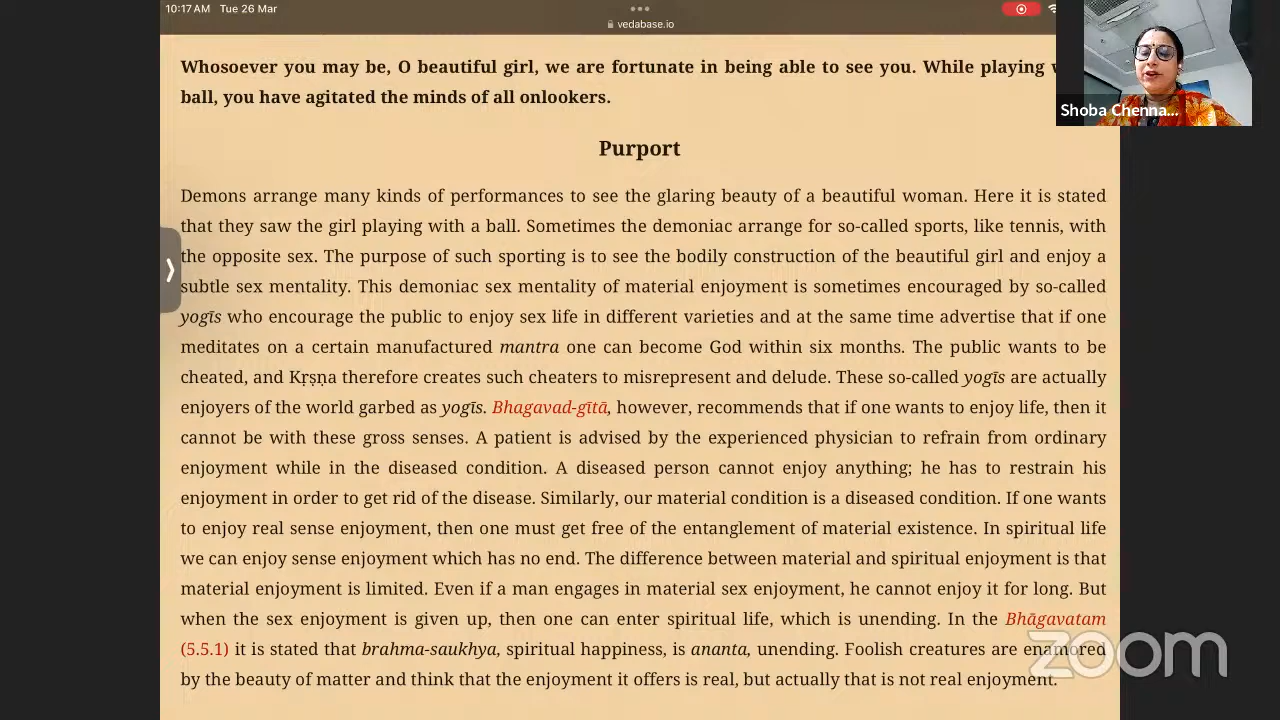 10:17 AM Tue 26 Mar
vedabase.io
Whosoever you may be, O beautiful girl, we are fortunate in being able to see you. While playing
ball, you have agitated the minds of all onlookers.
Shoba Chenna...
Purport
Demons arrange many kinds of performances to see the glaring beauty of a beautiful woman. Here it is stated
that they saw the girl playing with a ball. Sometimes the demoniac arrange for so-called sports, like tennis, with
the opposite sex. The purpose of such sporting is to see the bodily construction of the beautiful girl and enjoy a
subtle sex mentality. This demoniac sex mentality of material enjoyment is sometimes encouraged by so-called
yogīs who encourage the public to enjoy sex life in different varieties and at the same time advertise that if one
meditates on a certain manufactured mantra one can become God within six months. The public wants to be
cheated, and Kṛṣṇa therefore creates such cheaters to misrepresent and delude. These so-called yogīs are actually
enjoyers of the world garbed as yogīs. Bhagavad-gītā, however, recommends that if one wants to enjoy life, then it
cannot be with these gross senses. A patient is advised by the experienced physician to refrain from ordinary
enjoyment while in the diseased condition. A diseased person cannot enjoy anything; he has to restrain his
enjoyment in order to get rid of the disease. Similarly, our material condition is a diseased condition. If one wants
to enjoy real sense enjoyment, then one must get free of the entanglement of material existence. In spiritual life
we can enjoy sense enjoyment which has no end. The difference between material and spiritual enjoyment is that
material enjoyment is limited. Even if a man engages in material sex enjoyment, he cannot enjoy it for long. But
when the sex enjoyment is given up, then one can enter spiritual life, which is unending. In the Bhāgavatam
(5.5.1) it is stated that brahma-saukhya, spiritual happiness, is ananta, unending. Foolish creatures are enamored
by the beauty of matter and think that the enjoyment it offers is real, but actually that is not real enjoyment.
zoom